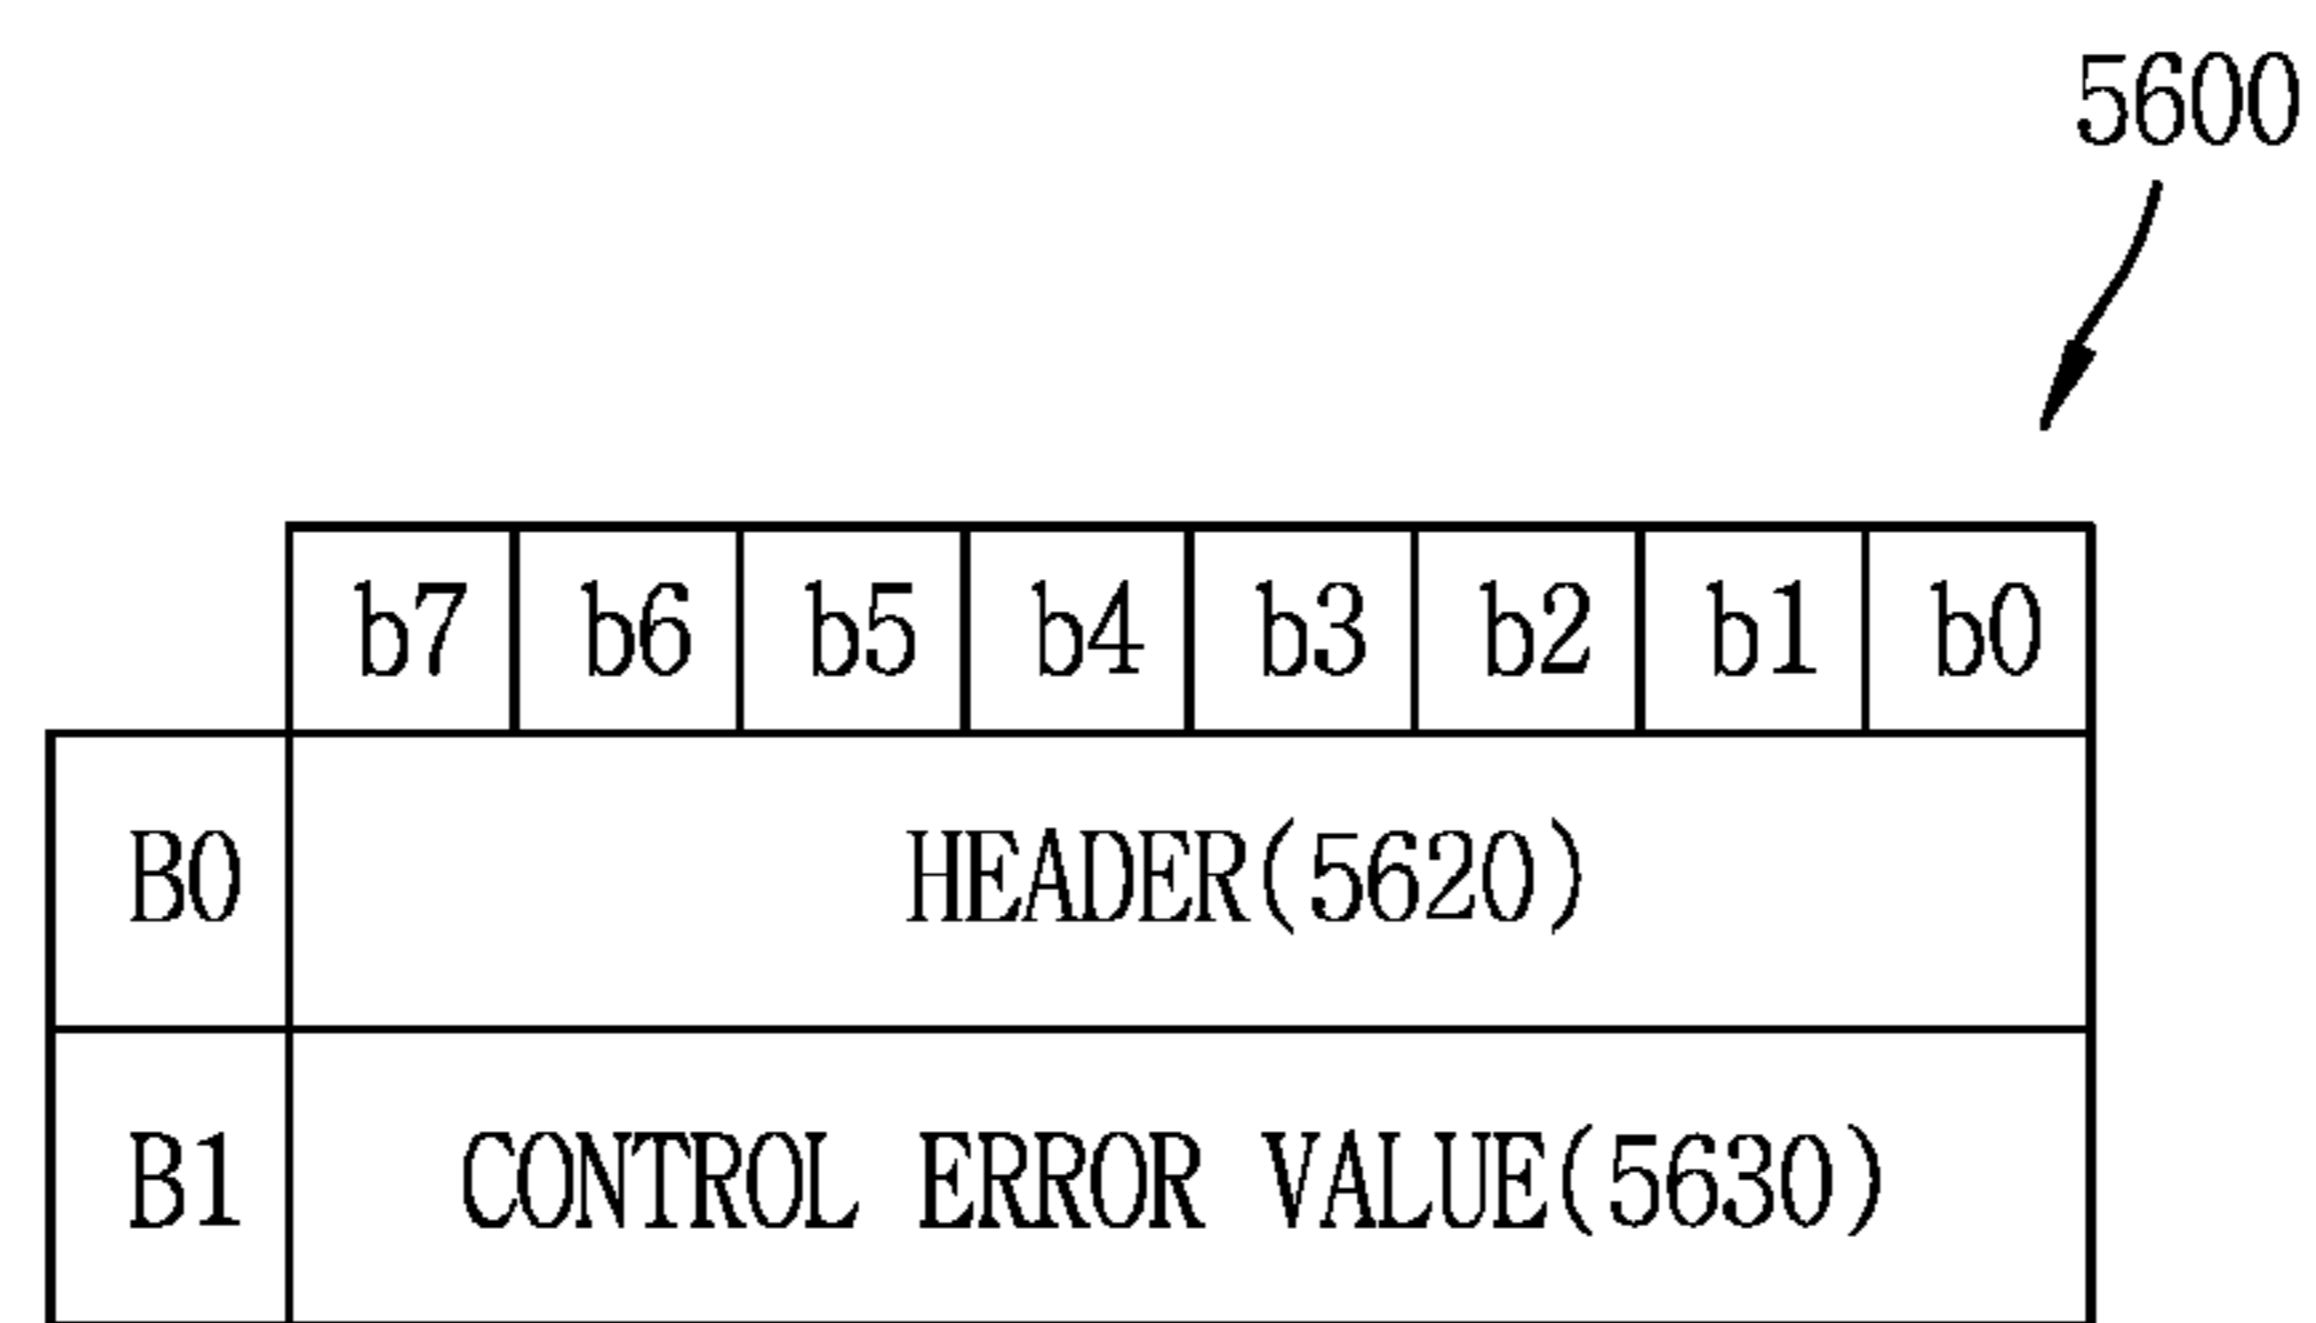 5600
b7 b6 b5 b4 b3 b2 b1 b0
B0 HEADER(5620)
B1 CONTROL ERROR VALUE(5630)